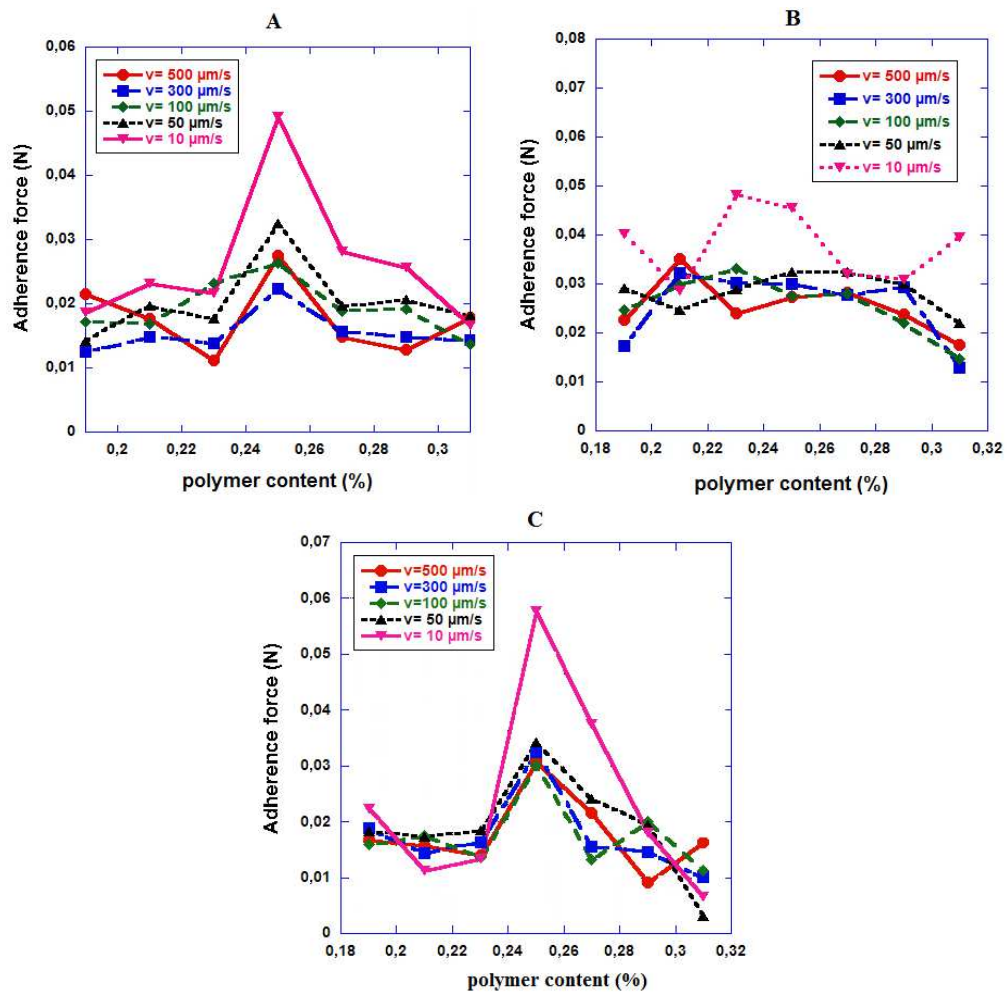 A
0,06
0,05
0,04
0,03
0,02
0,01
0
Adherence force (N)
v= 500 µm/s
v= 300 µm/s
v= 100 µm/s
v= 50 µm/s
v= 10 µm/s
0,2 0,22 0,24 0,26 0,28 0,3
polymer content (%)
B
0,08
0,07
0,06
0,05
0,04
0,03
0,02
0,01
0
Adherence force (N)
v= 500 µm/s
v= 300 µm/s
v= 100 µm/s
v= 50 µm/s
v= 10 µm/s
0,18 0,2 0,22 0,24 0,26 0,28 0,3 0,32
polymer content (%)
C
0,07
0,06
0,05
0,04
0,03
0,02
0,01
0
Adherence force (N)
v=500 µm/s
v=300 µm/s
v=100 µm/s
v= 50 µm/s
v= 10 µm/s
0,18 0,2 0,22 0,24 0,26 0,28 0,3 0,32
polymer content (%)